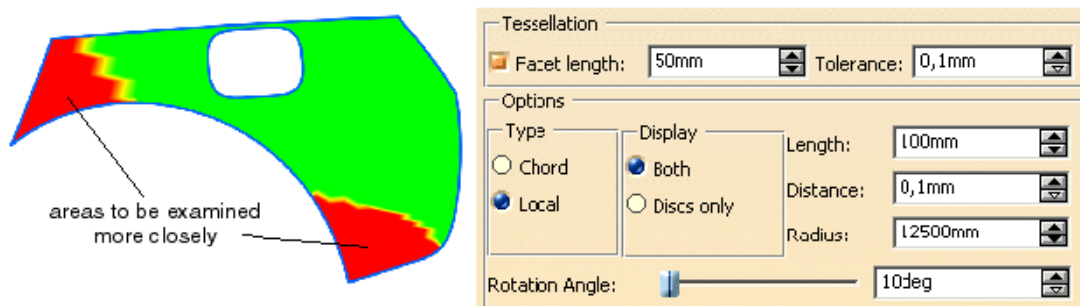 areas to be examined
more closely
Tessellation
Facet length: 50mm Tolerance: 0,1mm
Options
Type Display Length: 100mm
Chord Both Distance: 0,1mm
Local Discs only Radius: 12500mm
Rotation Angle: 10deg